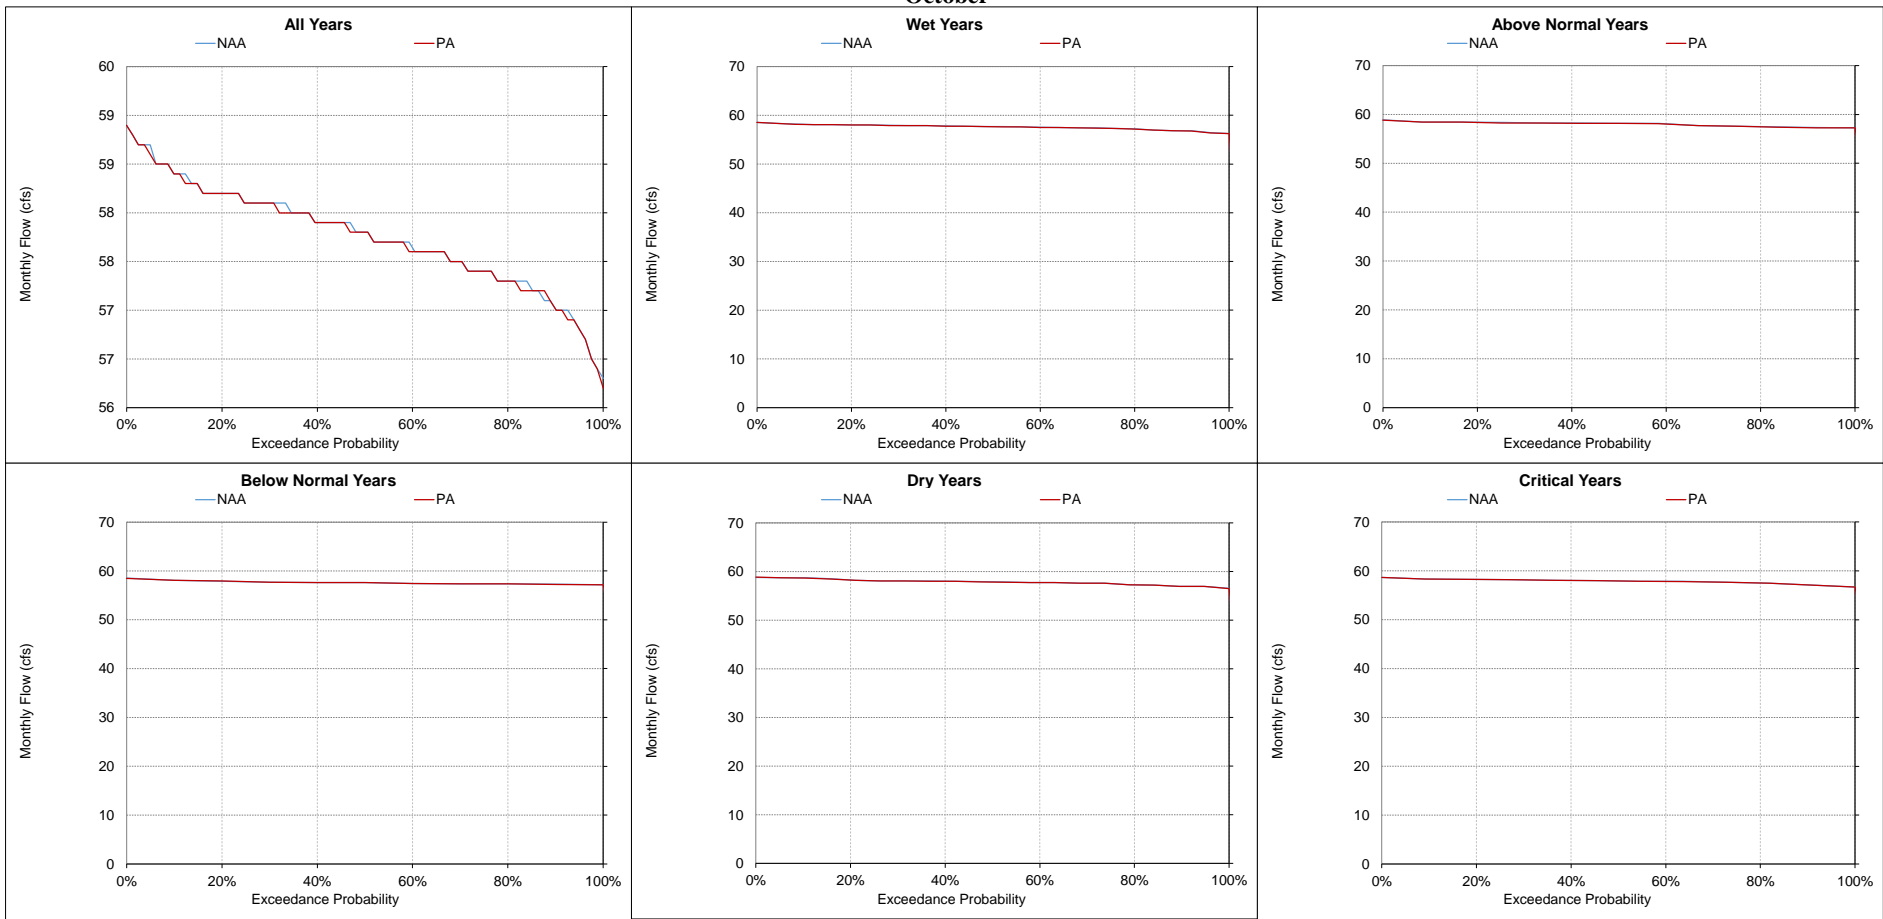 October
All Years
NAA PA
60
59
59
58
58
57
57
56
0% 20% 40% 60% 80% 100%
Monthly Flow (cfs)
Exceedance Probability
Wet Years
NAA PA
70
60
50
40
30
20
10
0
0% 20% 40% 60% 80% 100%
Monthly Flow (cfs)
Exceedance Probability
Above Normal Years
NAA PA
70
60
50
40
30
20
10
0
0% 20% 40% 60% 80% 100%
Monthly Flow (cfs)
Exceedance Probability
Below Normal Years
NAA PA
70
60
50
40
30
20
10
0
0% 20% 40% 60% 80% 100%
Monthly Flow (cfs)
Exceedance Probability
Dry Years
NAA PA
70
60
50
40
30
20
10
0
0% 20% 40% 60% 80% 100%
Monthly Flow (cfs)
Exceedance Probability
Critical Years
NAA PA
70
60
50
40
30
20
10
0
0% 20% 40% 60% 80% 100%
Monthly Flow (cfs)
Exceedance Probability